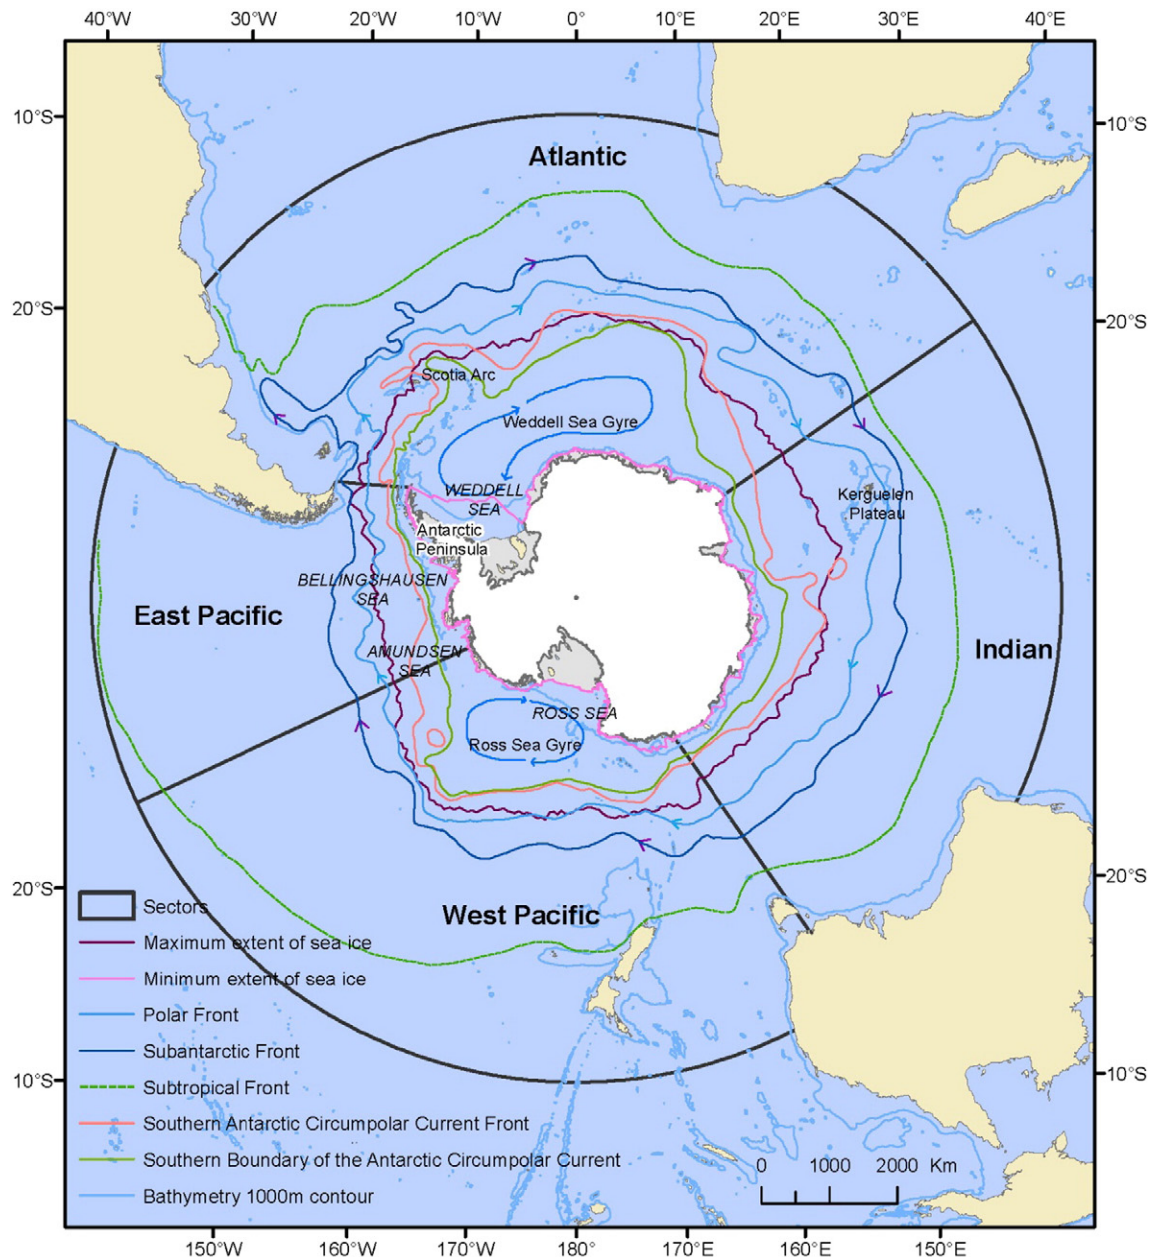 40°W 30°W 20°W 10°W 0° 10°E 20°E 30°E 40°E
10°S 10°S
Atlantic
20°S 20°S
Scotia Arc
Weddell Sea Gyre
WEDDELL
SEA
Kerguelen
Plateau
Antarctic
Peninsula
BELLINGSHAUSEN
SEA
East Pacific
Indian
AMUNDSEN
SEA
ROSS SEA
Ross Sea Gyre
20°S 20°S
West Pacific
Sectors
Maximum extent of sea ice
Minimum extent of sea ice
Polar Front
Subantarctic Front
10°S 10°S
Subtropical Front
Southern Antarctic Circumpolar Current Front
Southern Boundary of the Antarctic Circumpolar Current
Bathymetry 1000m contour
0 1000 2000 Km
150°W 160°W 170°W 180° 170°E 160°E 150°E